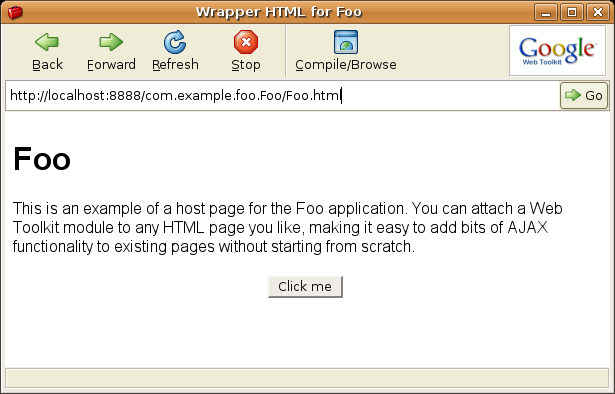 Wrapper HTML for Foo
Back Forward Refresh Stop Compile/Browse
Google™
Web Toolkit
http://localhost:8888/com.example.foo.Foo/Foo.html Go
Foo
This is an example of a host page for the Foo application. You can attach a Web
Toolkit module to any HTML page you like, making it easy to add bits of AJAX
functionality to existing pages without starting from scratch.
Click me